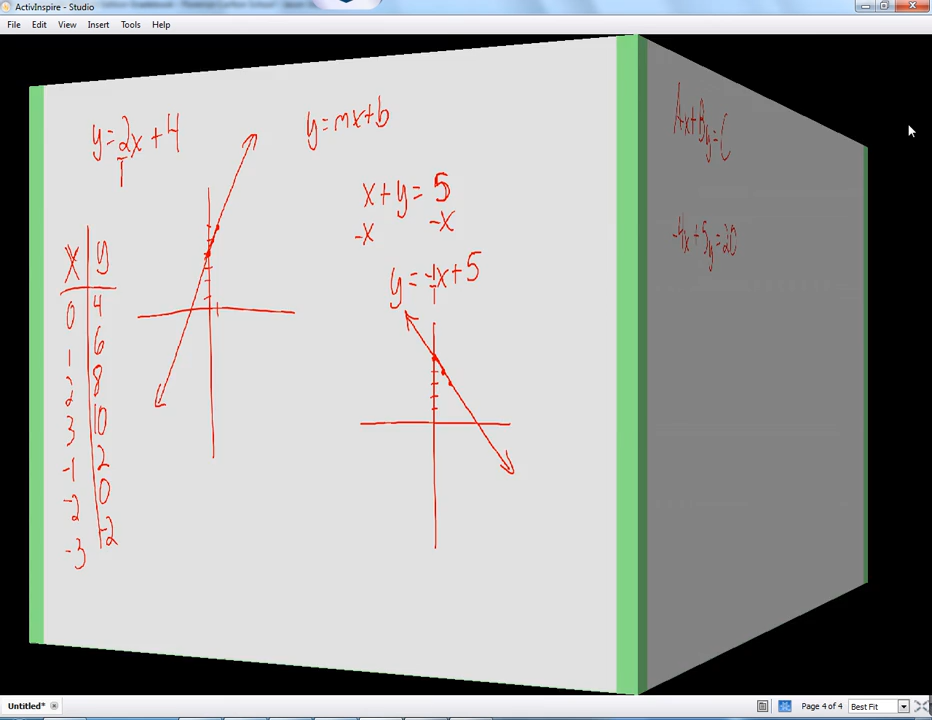 ActivInspire - Studio
File Edit View Insert Tools Help
y=2x+4
1
y=mx+b
x+y=5
-x -x
y=-1x+5
1
x y
0 4
1 6
2 8
3 10
-1 2
-2 0
-3 -2
Ax+By=C
-4x+5y=20
Untitled*
Page 4 of 4 Best Fit